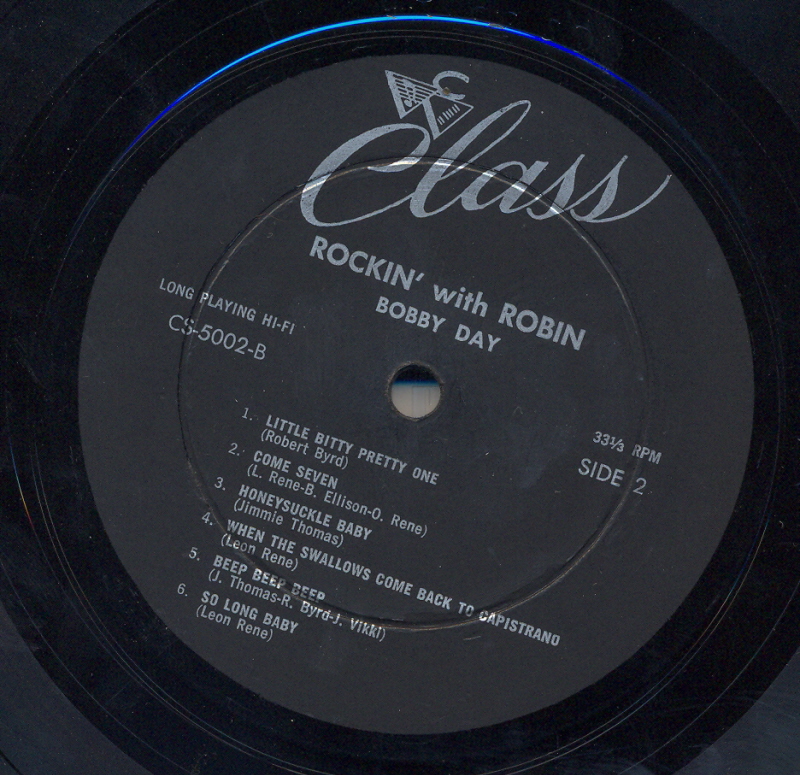 Class
ROCKIN' with ROBIN
BOBBY DAY
LONG PLAYING HI-FI
CS-5002-B
33⅓ RPM
SIDE 2
1. LITTLE BITTY PRETTY ONE
(Robert Byrd)
2. COME SEVEN
(L. Rene-B. Ellison-O. Rene)
3. HONEYSUCKLE BABY
(Jimmie Thomas)
4. WHEN THE SWALLOWS COME BACK TO CAPISTRANO
(Leon Rene)
5. BEEP BEEP BEEP
(J. Thomas-R. Byrd-J. Vikki)
6. SO LONG BABY
(Leon Rene)